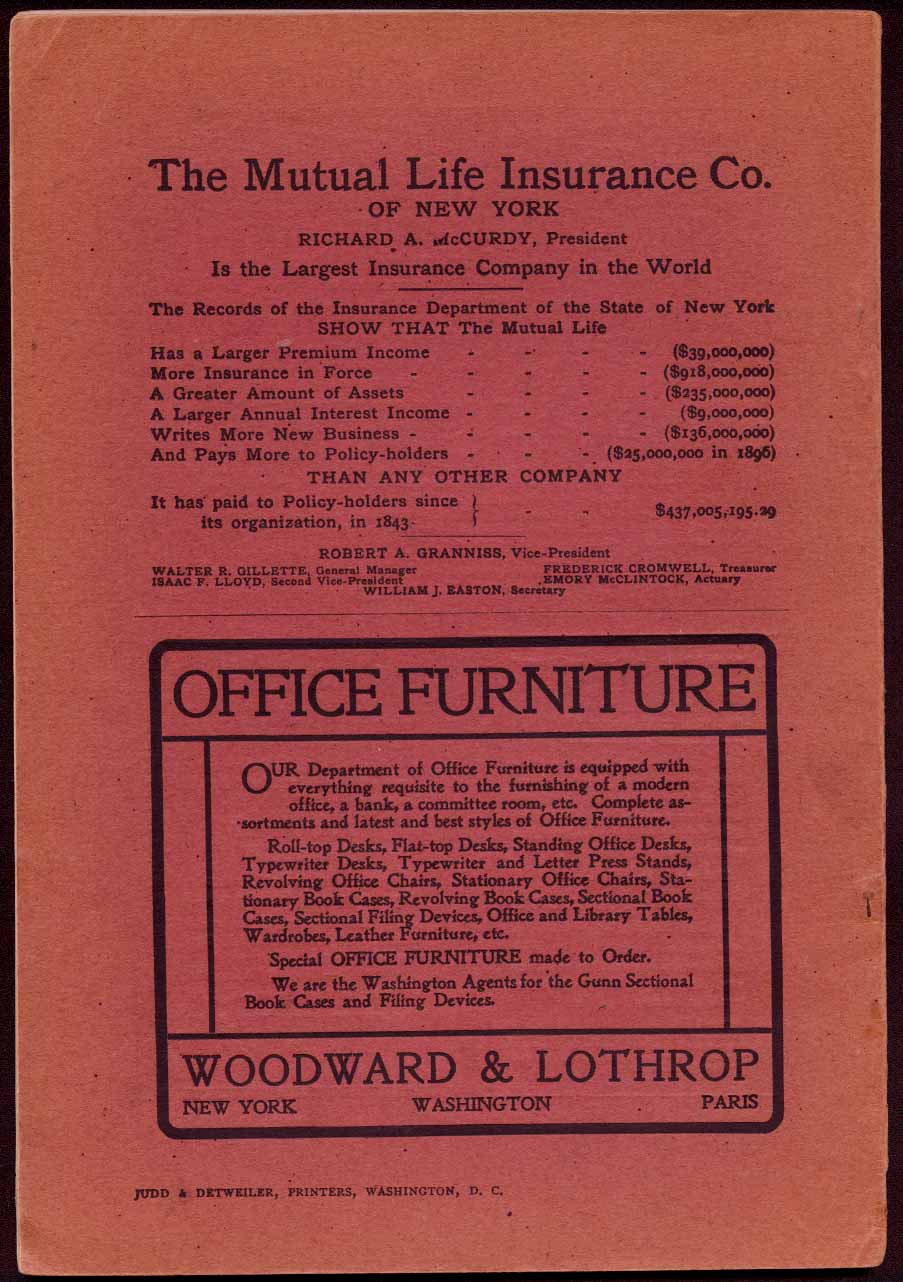 The Mutual Life Insurance Co.
OF NEW YORK
RICHARD A. McCURDY, President
Is the Largest Insurance Company in the World
The Records of the Insurance Department of the State of New York
SHOW THAT The Mutual Life
Has a Larger Premium Income - - - - ($39,000,000)
More Insurance in Force - - - - - ($918,000,000)
A Greater Amount of Assets - - - - ($235,000,000)
A Larger Annual Interest Income - - - - ($9,000,000)
Writes More New Business - - - - - ($136,000,000)
And Pays More to Policy-holders - - - ($25,000,000 in 1896)
THAN ANY OTHER COMPANY
It has paid to Policy-holders since
its organization, in 1843 } - - $437,005,195.29
ROBERT A. GRANNISS, Vice-President
WALTER R. GILLETTE, General Manager FREDERICK CROMWELL, Treasurer
ISAAC F. LLOYD, Second Vice-President EMORY McCLINTOCK, Actuary
WILLIAM J. EASTON, Secretary
OFFICE FURNITURE
OUR Department of Office Furniture is equipped with
everything requisite to the furnishing of a modern
office, a bank, a committee room, etc. Complete as-
sortments and latest and best styles of Office Furniture.
Roll-top Desks, Flat-top Desks, Standing Office Desks,
Typewriter Desks, Typewriter and Letter Press Stands,
Revolving Office Chairs, Stationary Office Chairs, Sta-
tionary Book Cases, Revolving Book Cases, Sectional Book
Cases, Sectional Filing Devices, Office and Library Tables,
Wardrobes, Leather Furniture, etc.
Special OFFICE FURNITURE made to Order.
We are the Washington Agents for the Gunn Sectional
Book Cases and Filing Devices.
WOODWARD & LOTHROP
NEW YORK WASHINGTON PARIS
JUDD & DETWEILER, PRINTERS, WASHINGTON, D. C.